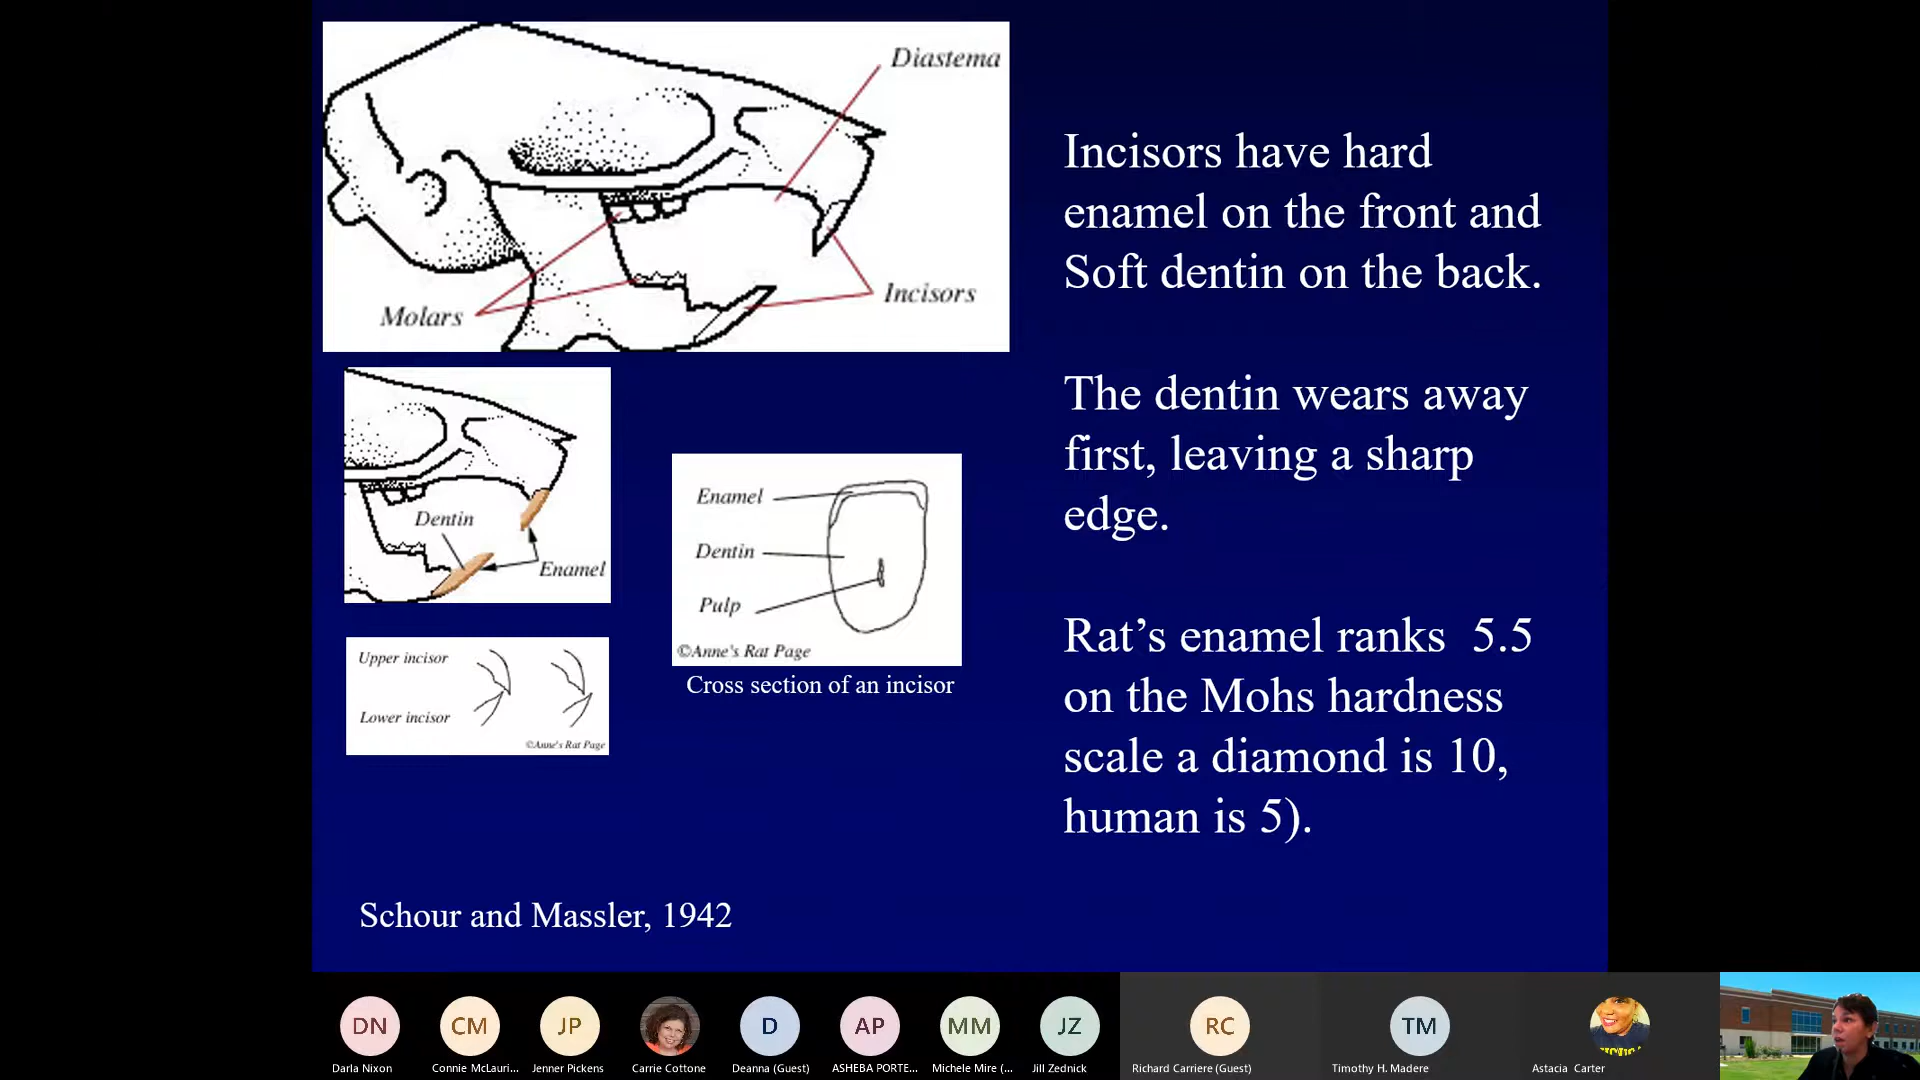 Diastema
Molars
Incisors
Dentin
Enamel
Upper incisor
Lower incisor
©Anne's Rat Page
Enamel
Dentin
Pulp
©Anne's Rat Page
Cross section of an incisor
Incisors have hard
enamel on the front and
Soft dentin on the back.
The dentin wears away
first, leaving a sharp
edge.
Rat’s enamel ranks 5.5
on the Mohs hardness
scale a diamond is 10,
human is 5).
Schour and Massler, 1942
DN
CM
JP
D
AP
MM
JZ
RC
TM
Darla Nixon
Connie McLauri...
Jenner Pickens
Carrie Cottone
Deanna (Guest)
ASHEBA PORTE...
Michele Mire (...
Jill Zednick
Richard Carriere (Guest)
Timothy H. Madere
Astacia Carter